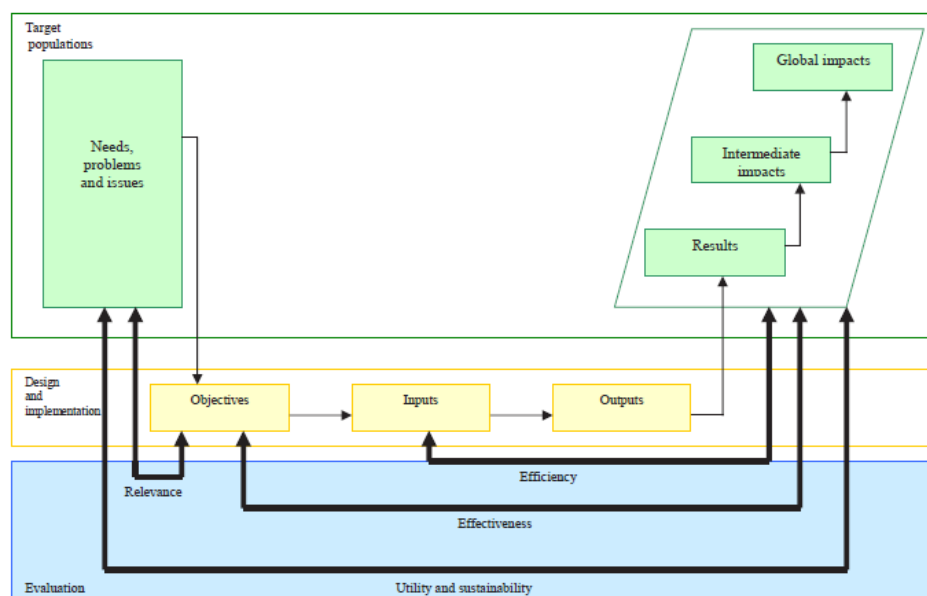 Target
populations
Global impacts
Needs,
problems
and issues
Intermediate
impacts
Results
Design
and
implementation
Objectives
Inputs
Outputs
Relevance
Efficiency
Effectiveness
Evaluation
Utility and sustainability